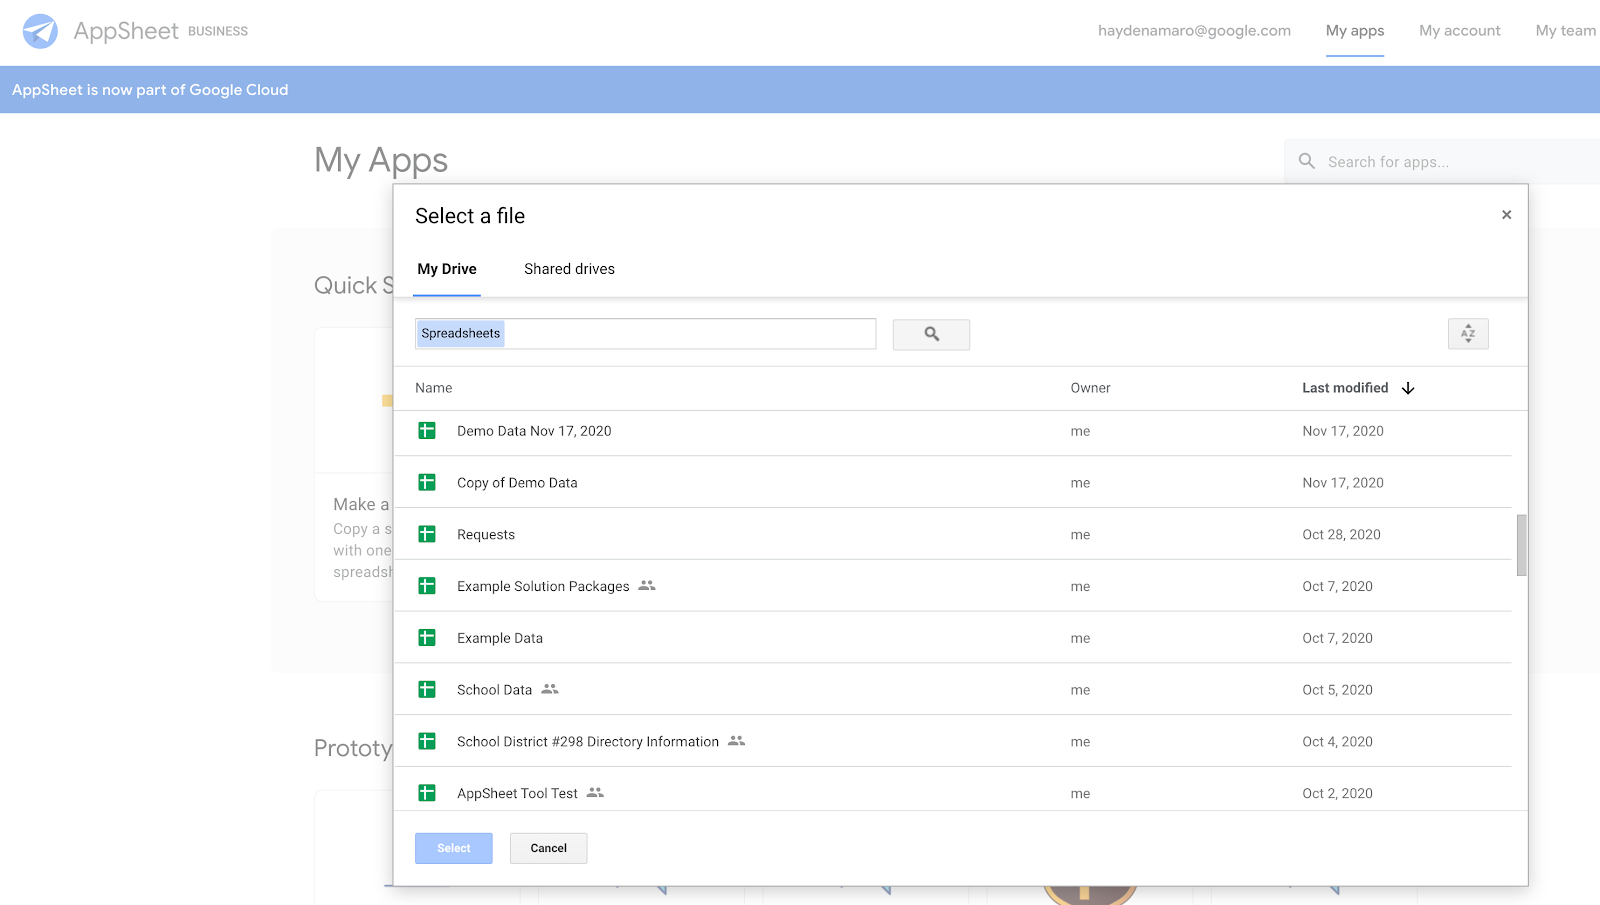 AppSheet BUSINESS
haydenamaro@google.com My apps My account My team
AppSheet is now part of Google Cloud
My Apps
Search for apps...
Select a file
×
My Drive Shared drives
Quick S
Spreadsheets
AZ
Name Owner Last modified
Demo Data Nov 17, 2020 me Nov 17, 2020
Copy of Demo Data me Nov 17, 2020
Make a
Copy a s
with one
spreadsh
Requests me Oct 28, 2020
Example Solution Packages me Oct 7, 2020
Example Data me Oct 7, 2020
School Data me Oct 5, 2020
School District #298 Directory Information me Oct 4, 2020
Prototy
AppSheet Tool Test me Oct 2, 2020
Select Cancel